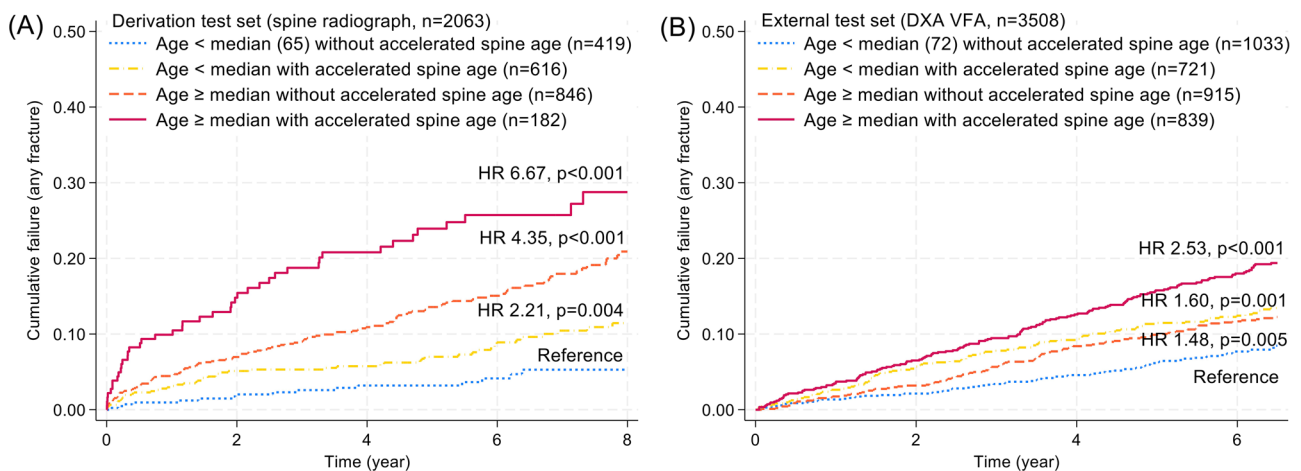 (A)
Derivation test set (spine radiograph, n=2063)
Age < median (65) without accelerated spine age (n=419)
Age < median with accelerated spine age (n=616)
Age ≥ median without accelerated spine age (n=846)
Age ≥ median with accelerated spine age (n=182)
Cumulative failure (any fracture)
0.50
0.40
0.30
0.20
0.10
0.00
HR 6.67, p<0.001
HR 4.35, p<0.001
HR 2.21, p=0.004
Reference
0 2 4 6 8
Time (year)
(B)
External test set (DXA VFA, n=3508)
Age < median (72) without accelerated spine age (n=1033)
Age < median with accelerated spine age (n=721)
Age ≥ median without accelerated spine age (n=915)
Age ≥ median with accelerated spine age (n=839)
Cumulative failure (any fracture)
0.50
0.40
0.30
0.20
0.10
0.00
HR 2.53, p<0.001
HR 1.60, p=0.001
HR 1.48, p=0.005
Reference
0 2 4 6
Time (year)